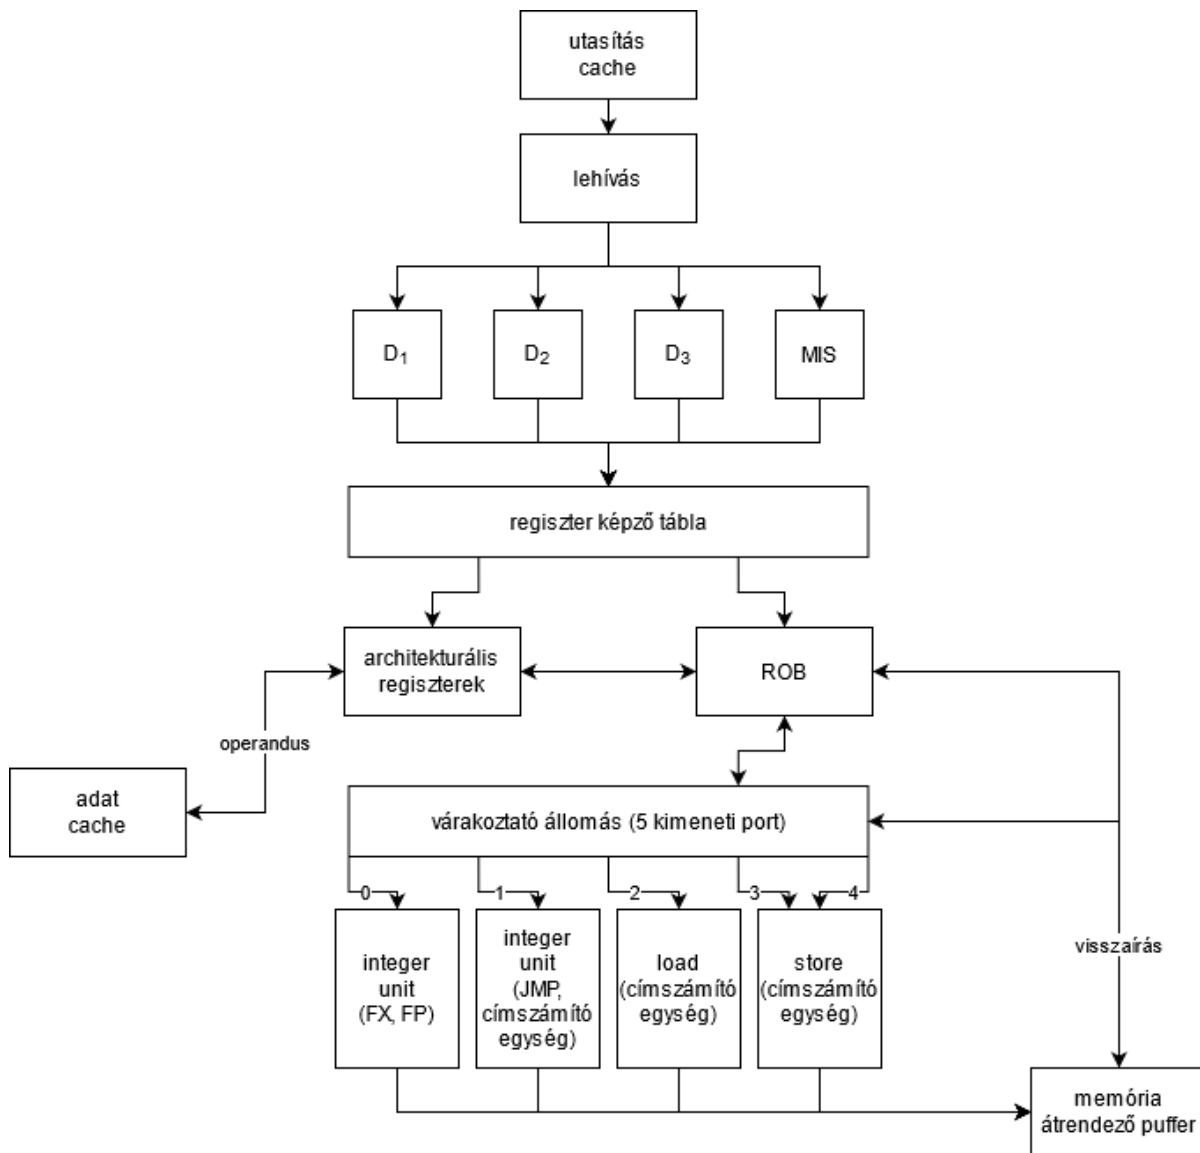 utasítás
cache
lehívás
D1
D2
D3
MIS
regiszter képző tábla
architekturális
regiszterek
ROB
operandus
adat
cache
várakoztató állomás (5 kimeneti port)
0
1
2
3
4
integer
unit
(FX, FP)
integer
unit
(JMP,
címszámító
egység)
load
(címszámító
egység)
store
(címszámító
egység)
visszaírás
memória
átrendező puffer